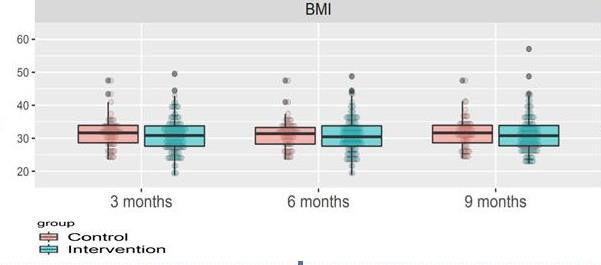 BMI
60
50
40
30
20
3 months
6 months
9 months
group
Control
Intervention